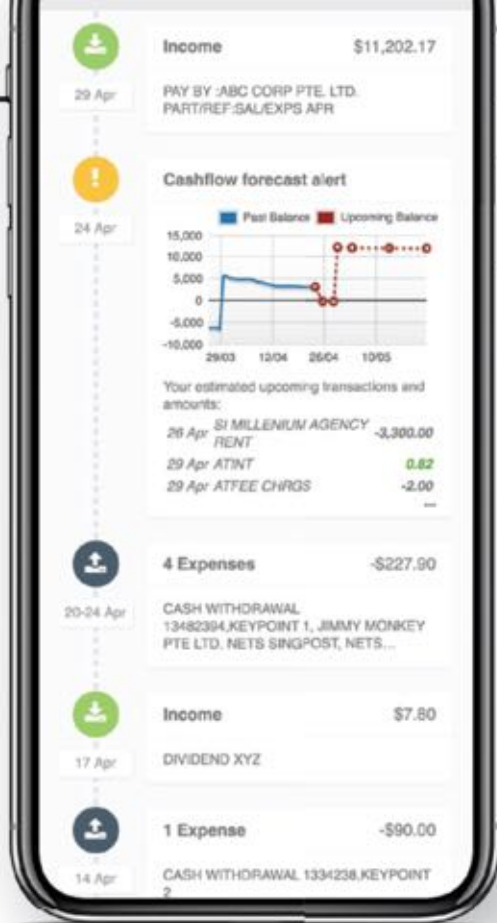 Income $11,202.17
29 Apr
PAY BY :ABC CORP PTE. LTD.
PART/REF:SAL/EXPS APR
Cashflow forecast alert
24 Apr
Past Balance Upcoming Balance
15,000
10,000
5,000
0
-5,000
-10,000
29/03 12/04 26/04 10/05
Your estimated upcoming transactions and
amounts:
26 Apr SI MILLENIUM AGENCY -3,300.00
RENT
29 Apr ATINT 0.82
29 Apr ATFEE CHRGS -2.00
...
4 Expenses -$227.90
20-24 Apr
CASH WITHDRAWAL
13482394,KEYPOINT 1, JIMMY MONKEY
PTE LTD. NETS SINGPOST, NETS...
Income $7.80
17 Apr
DIVIDEND XYZ
1 Expense -$90.00
14 Apr
CASH WITHDRAWAL 1334238,KEYPOINT
2